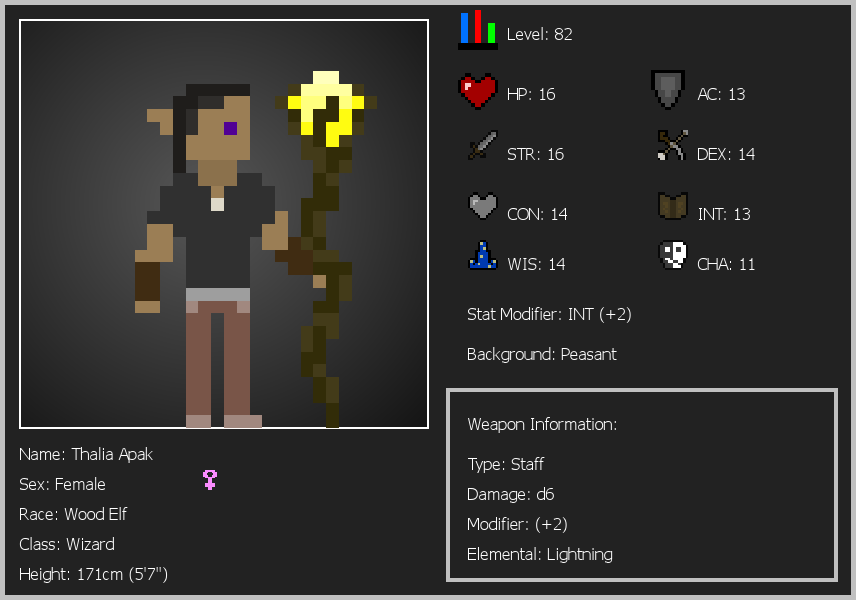 Level: 82
HP: 16
AC: 13
STR: 16
DEX: 14
CON: 14
INT: 13
WIS: 14
CHA: 11
Stat Modifier: INT (+2)
Background: Peasant
Weapon Information:
Type: Staff
Damage: d6
Modifier: (+2)
Elemental: Lightning
Name: Thalia Apak
Sex: Female
Race: Wood Elf
Class: Wizard
Height: 171cm (5'7")